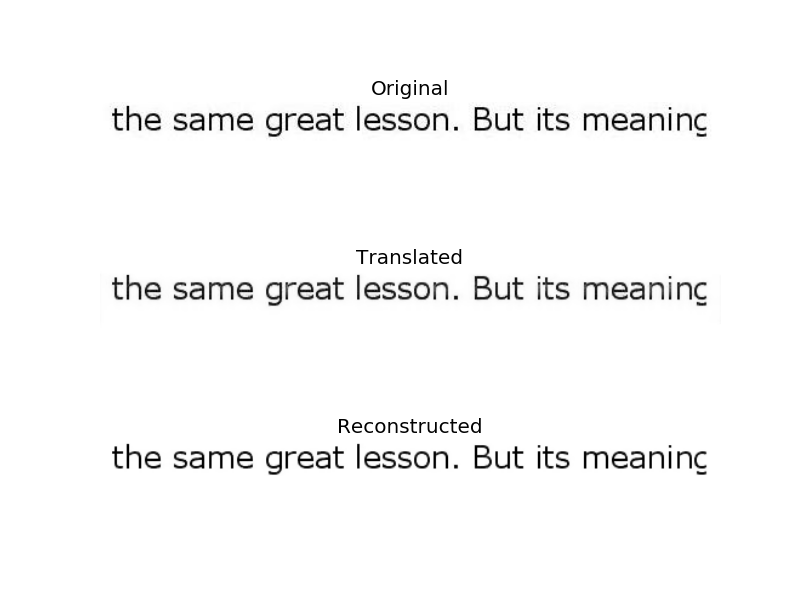 Original
the same great lesson. But its meaning
Translated
the same great lesson. But its meaning
Reconstructed
the same great lesson. But its meaning